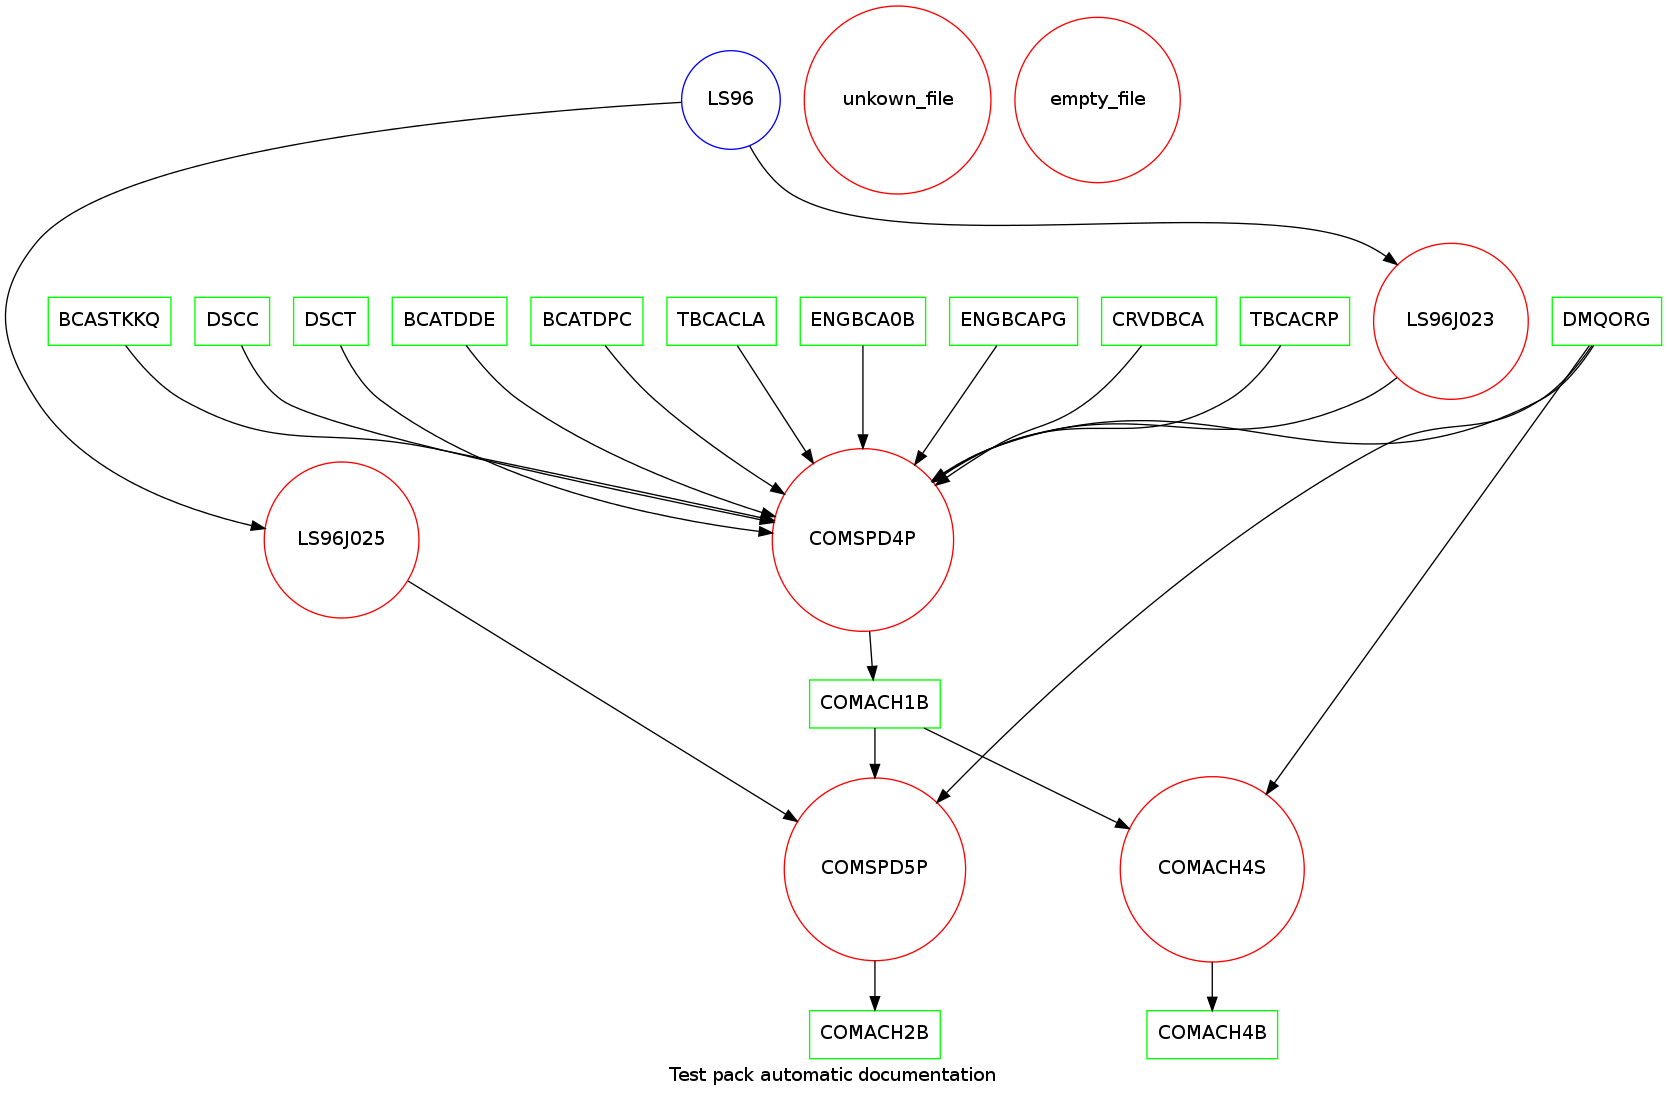 LS96
unkown_file
empty_file
BCASTKKQ
DSCC
DSCT
BCATDDE
BCATDPC
TBCACLA
ENGBCA0B
ENGBCAPG
CRVDBCA
TBCACRP
LS96J023
DMQORG
LS96J025
COMSPD4P
COMACH1B
COMSPD5P
COMACH4S
COMACH2B
COMACH4B
Test pack automatic documentation